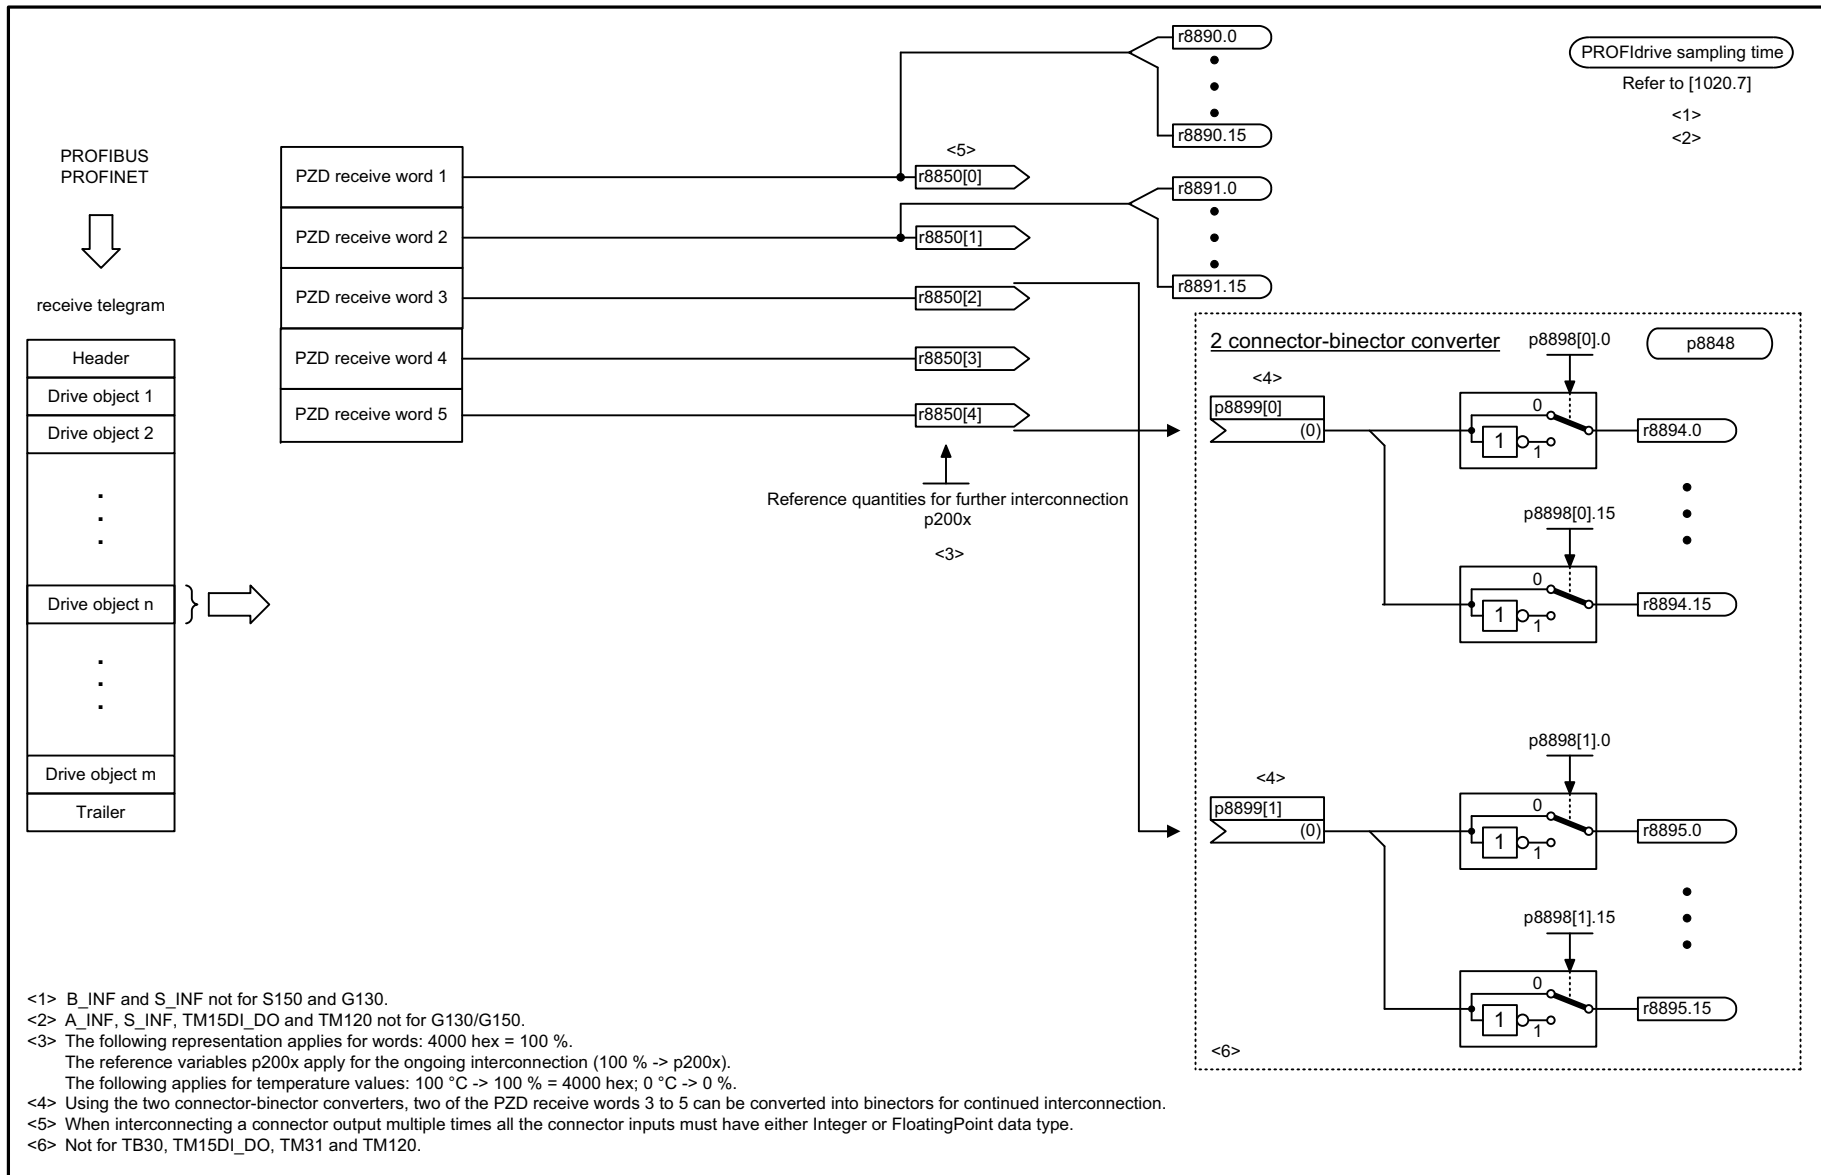 PROFIBUS
PROFINET
receive telegram
Header
Drive object 1
Drive object 2
Drive object n
Drive object m
Trailer
PZD receive word 1
PZD receive word 2
PZD receive word 3
PZD receive word 4
PZD receive word 5
<5>
r8850[0]
r8850[1]
r8850[2]
r8850[3]
r8850[4]
Reference quantities for further interconnection
p200x
<3>
r8890.0
r8890.15
r8891.0
r8891.15
PROFIdrive sampling time
Refer to [1020.7]
<1>
<2>
2 connector-binector converter
p8848
<4>
p8899[0]
(0)
p8898[0].0
0
1
1
r8894.0
p8898[0].15
0
1
1
r8894.15
<4>
p8899[1]
(0)
p8898[1].0
0
1
1
r8895.0
p8898[1].15
0
1
1
r8895.15
<6>
<1> B_INF and S_INF not for S150 and G130.
<2> A_INF, S_INF, TM15DI_DO and TM120 not for G130/G150.
<3> The following representation applies for words: 4000 hex = 100 %.
The reference variables p200x apply for the ongoing interconnection (100 % -> p200x).
The following applies for temperature values: 100 °C -> 100 % = 4000 hex; 0 °C -> 0 %.
<4> Using the two connector-binector converters, two of the PZD receive words 3 to 5 can be converted into binectors for continued interconnection.
<5> When interconnecting a connector output multiple times all the connector inputs must have either Integer or FloatingPoint data type.
<6> Not for TB30, TM15DI_DO, TM31 and TM120.